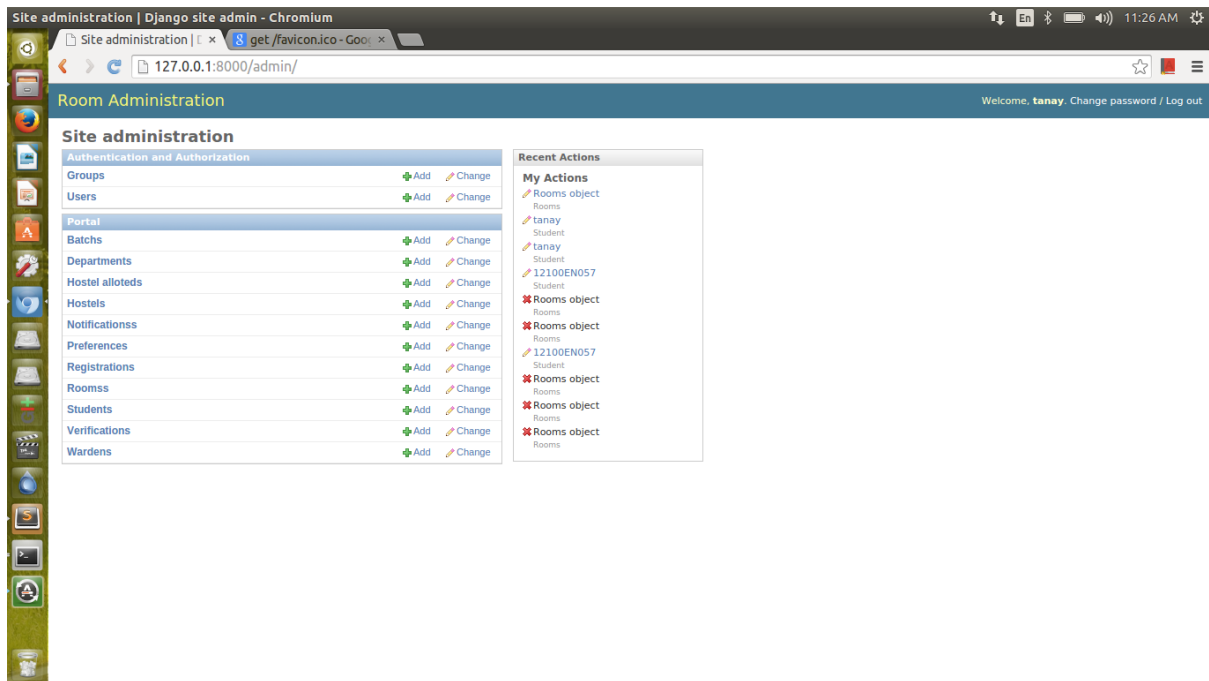 Site administration | Django site admin - Chromium
En
11:26 AM
Site administration | D
get /favicon.ico - Goog
127.0.0.1:8000/admin/
Room Administration
Welcome, tanay. Change password / Log out
Site administration
Authentication and Authorization
Groups Add Change
Users Add Change
Portal
Batchs Add Change
Departments Add Change
Hostel alloteds Add Change
Hostels Add Change
Notificationss Add Change
Preferences Add Change
Registrations Add Change
Roomss Add Change
Students Add Change
Verifications Add Change
Wardens Add Change
Recent Actions
My Actions
Rooms object
Rooms
tanay
Student
tanay
Student
12100EN057
Student
Rooms object
Rooms
Rooms object
Rooms
12100EN057
Student
Rooms object
Rooms
Rooms object
Rooms
Rooms object
Rooms